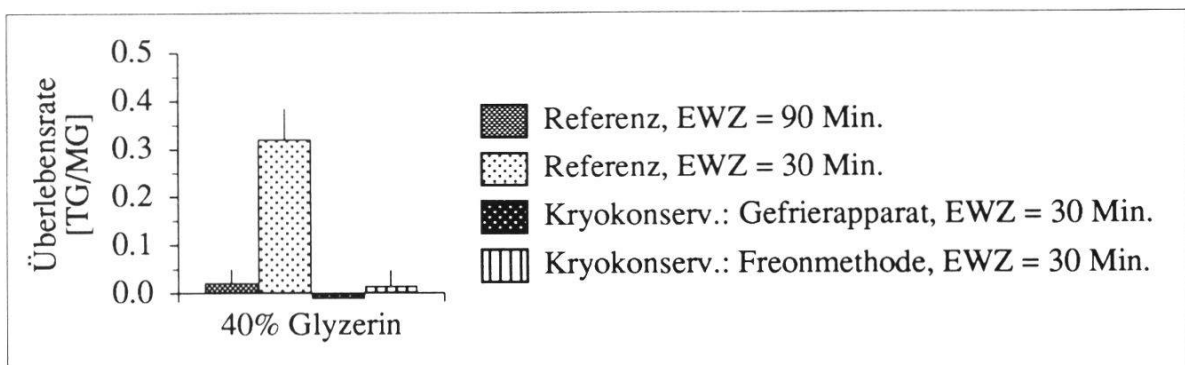 Überlebensrate
[TG/MG]
0.5
0.4
0.3
0.2
0.1
0.0
40% Glyzerin
Referenz, EWZ = 90 Min.
Referenz, EWZ = 30 Min.
Kryokonserv.: Gefrierapparat, EWZ = 30 Min.
Kryokonserv.: Freonmethode, EWZ = 30 Min.